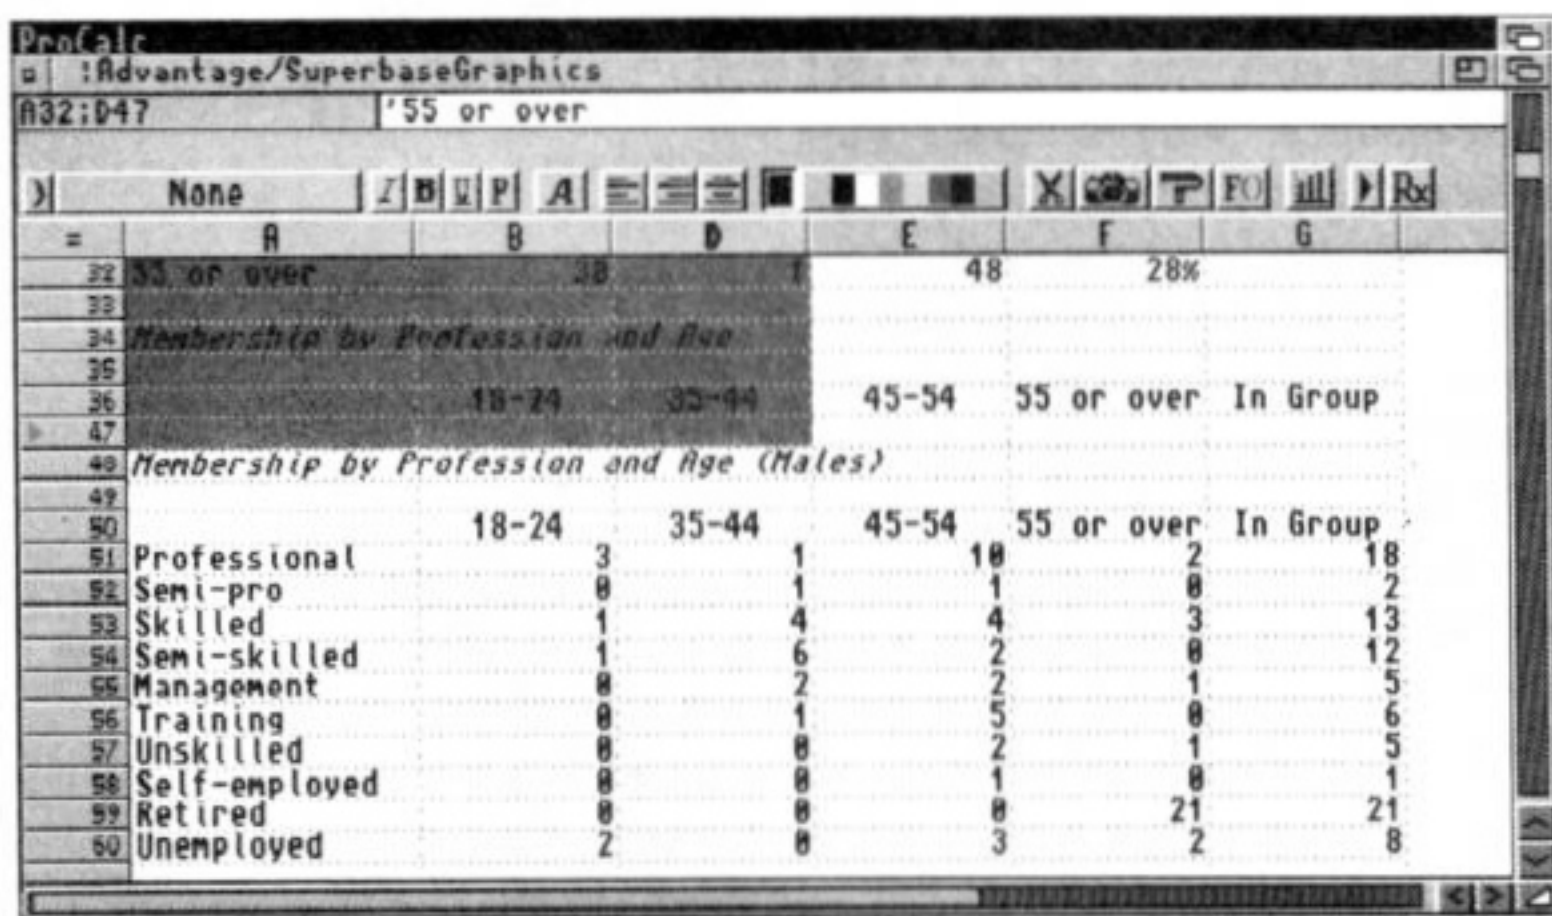 ProCalc
:Advantage/SuperbaseGraphics
A32:D47 '55 or over
None I B U P A FO Rx
= A B D E F G
32 55 or over 30 1 48 28%
33
34 Membership by Profession and Age
35
36 18-24 35-44 45-54 55 or over In Group
47
48 Membership by Profession and Age (Males)
49
50 18-24 35-44 45-54 55 or over In Group
51 Professional 3 1 10 2 18
52 Semi-pro 0 1 1 0 2
53 Skilled 1 4 4 3 13
54 Semi-skilled 1 6 2 0 12
55 Management 0 2 2 1 5
56 Training 0 1 5 0 6
57 Unskilled 0 0 2 1 5
58 Self-employed 0 0 1 0 1
59 Retired 0 0 0 21 21
60 Unemployed 2 0 3 2 8